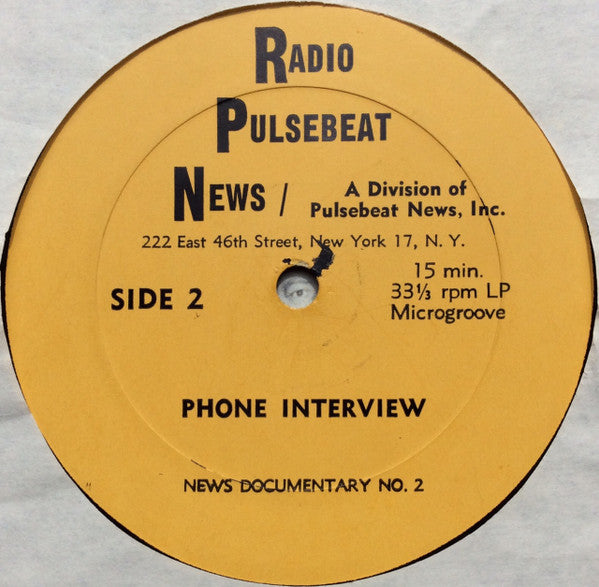 RADIO
PULSEBEAT
NEWS / A Division of
Pulsebeat News, Inc.
222 East 46th Street, New York 17, N. Y.
15 min.
SIDE 2 33⅓ rpm LP
Microgroove
PHONE INTERVIEW
NEWS DOCUMENTARY NO. 2